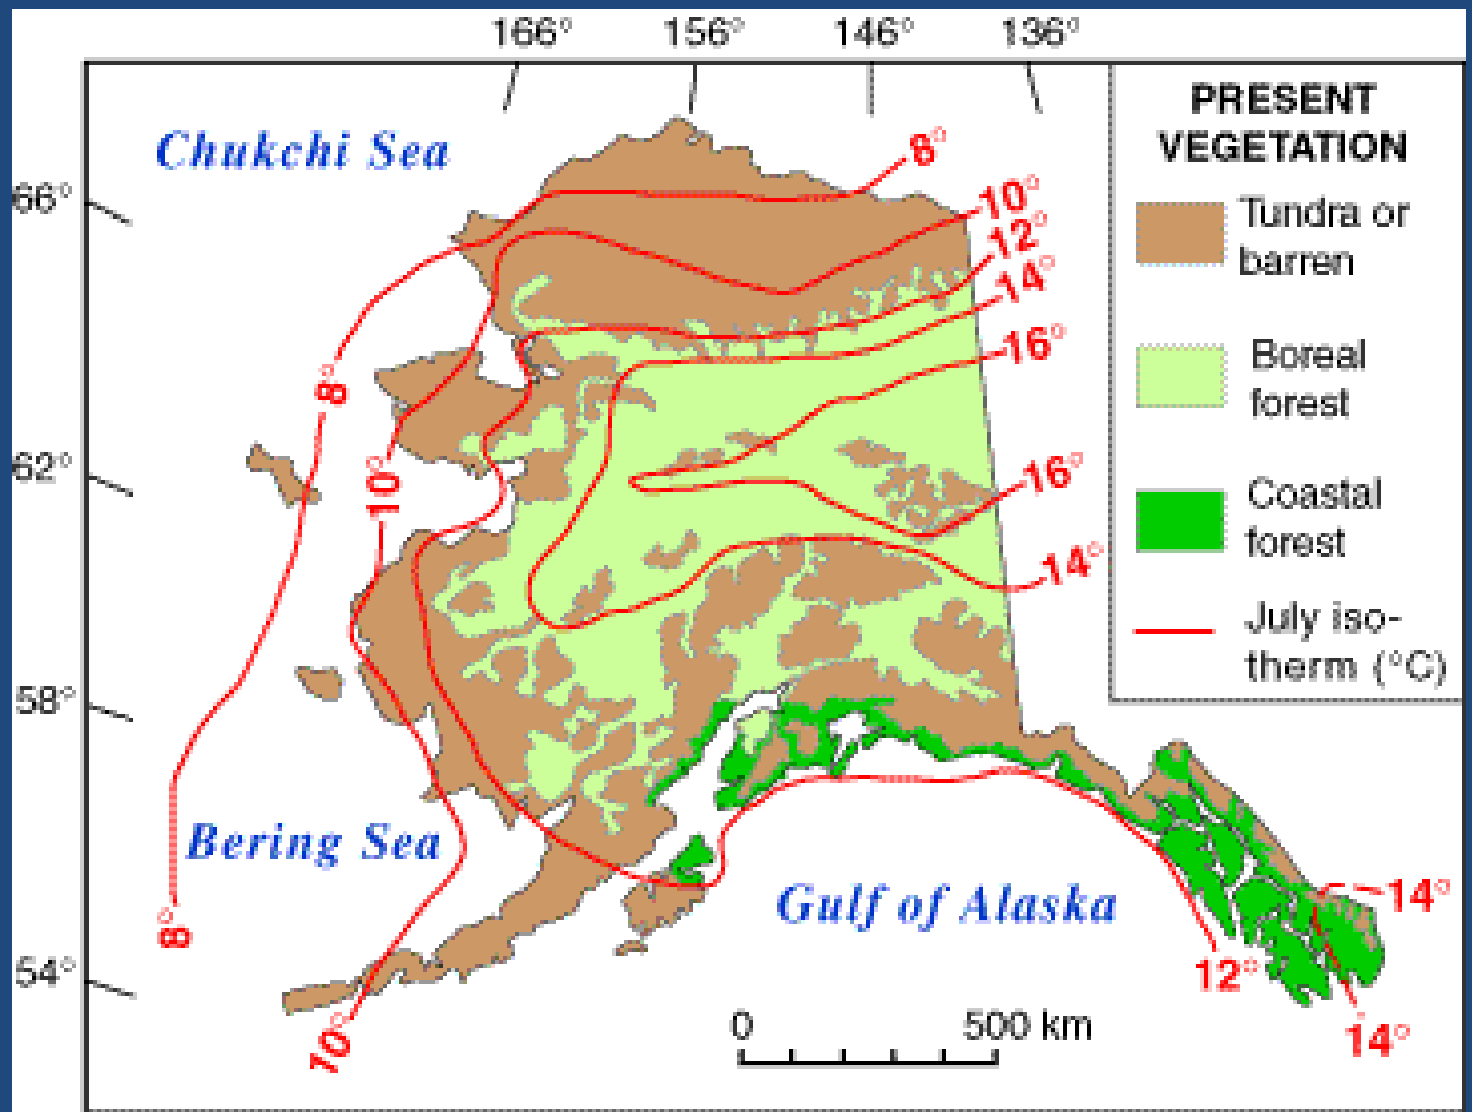 166° 156° 146° 136°
PRESENT
VEGETATION
Tundra or
barren
Boreal
forest
Coastal
forest
July iso-
therm (°C)
Chukchi Sea
Bering Sea
Gulf of Alaska
66°
62°
58°
54°
8°
10°
12°
14°
16°
16°
14°
8°
10°
8°
10°
12°
14°
14°
0 500 km